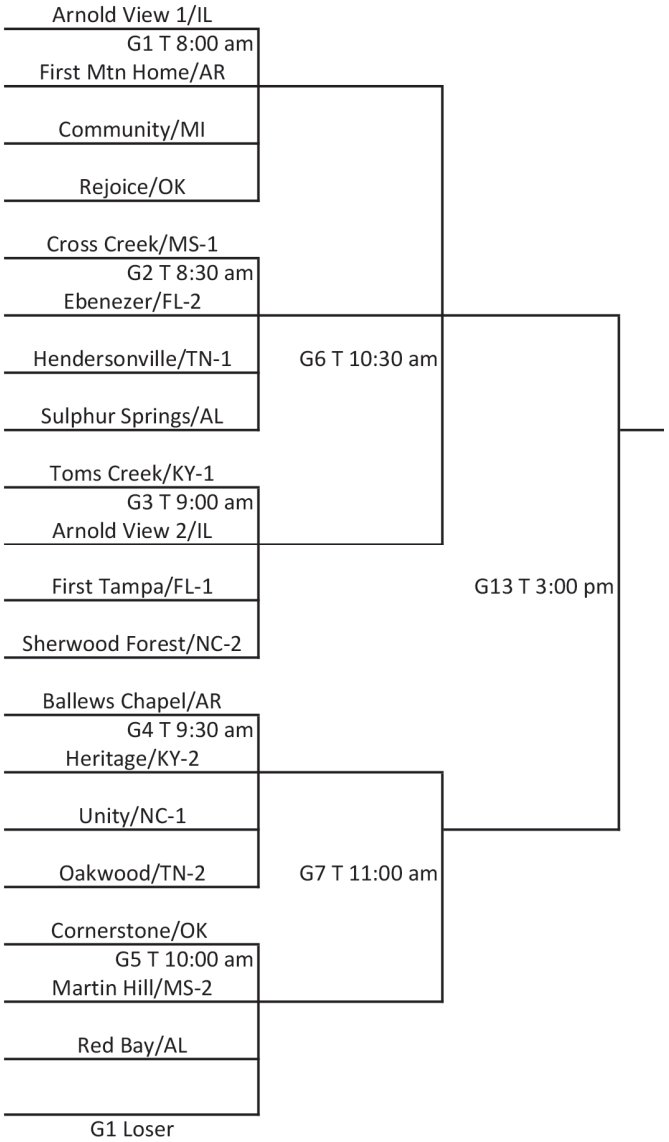 Arnold View 1/IL
G1 T 8:00 am
First Mtn Home/AR
Community/MI
Rejoice/OK
Cross Creek/MS-1
G2 T 8:30 am
Ebenezer/FL-2
Hendersonville/TN-1
G6 T 10:30 am
Sulphur Springs/AL
Toms Creek/KY-1
G3 T 9:00 am
Arnold View 2/IL
First Tampa/FL-1
G13 T 3:00 pm
Sherwood Forest/NC-2
Ballews Chapel/AR
G4 T 9:30 am
Heritage/KY-2
Unity/NC-1
Oakwood/TN-2
G7 T 11:00 am
Cornerstone/OK
G5 T 10:00 am
Martin Hill/MS-2
Red Bay/AL
G1 Loser